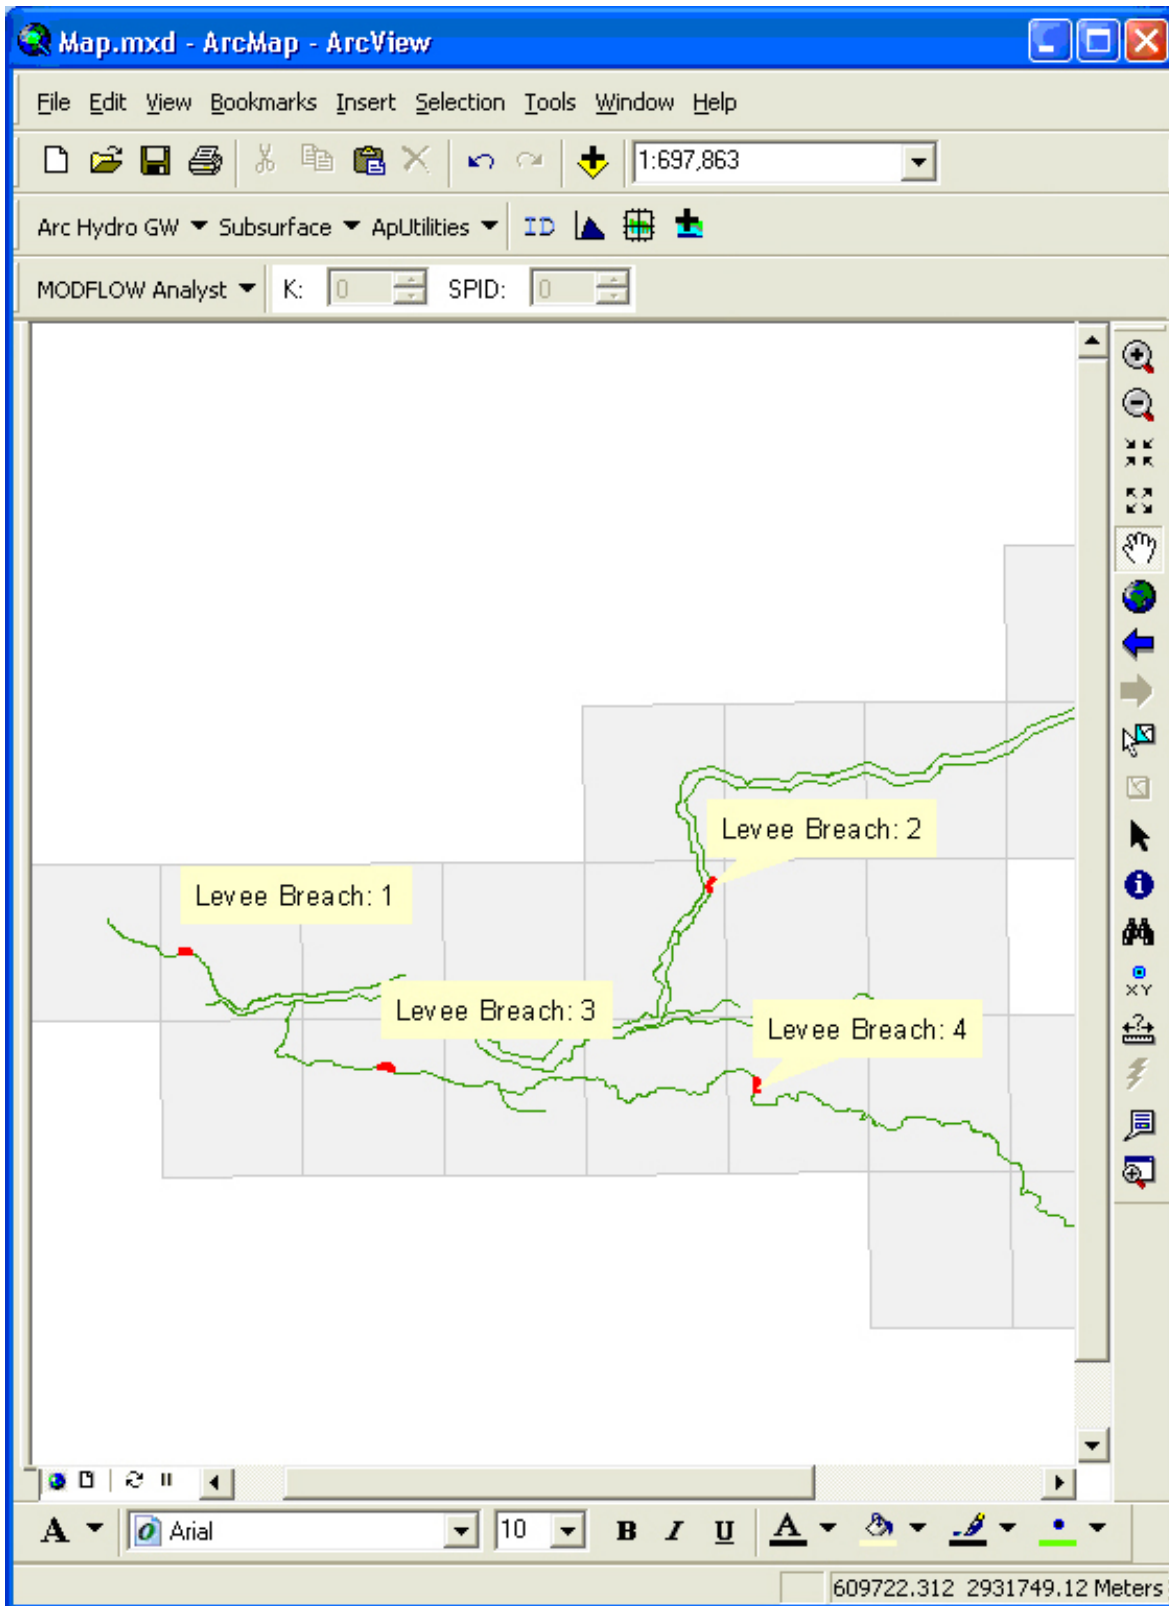 Map.mxd - ArcMap - ArcView
File Edit View Bookmarks Insert Selection Tools Window Help
1:697,863
Arc Hydro GW Subsurface ApUtilities ID
MODFLOW Analyst K: 0 SPID: 0
Levee Breach: 2
Levee Breach: 1
Levee Breach: 3
Levee Breach: 4
XY
?
A Arial 10 B I U A
609722.312 2931749.12 Meters